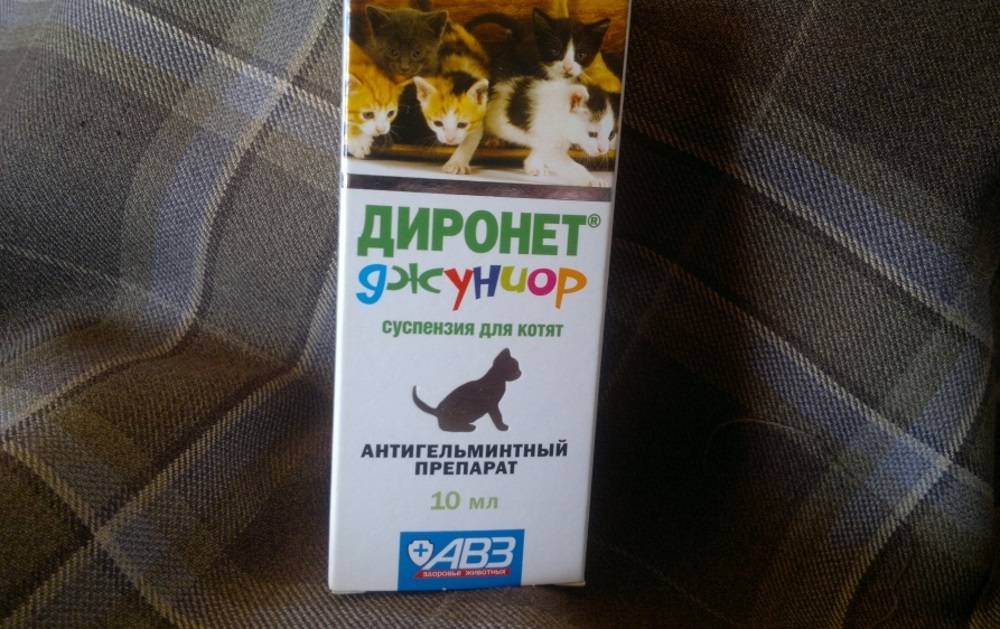 ДИРОНЕТ®
джуниор
суспензия для котят
АНТИГЕЛЬМИНТНЫЙ
ПРЕПАРАТ
10 мл
АВЗ
здоровье животных